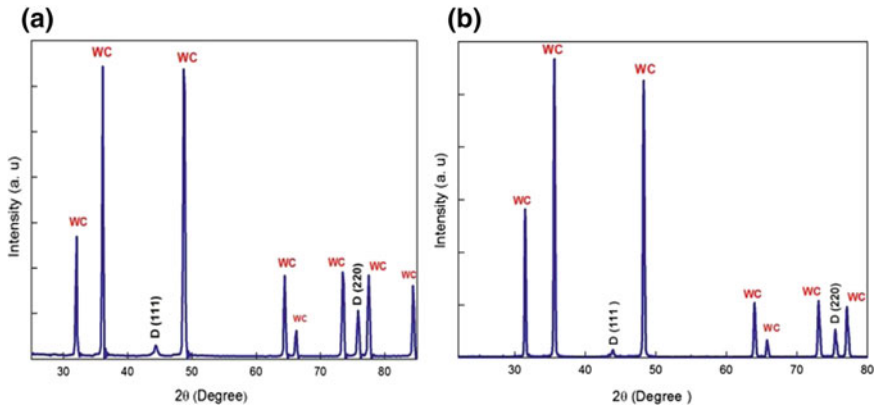 (a)
WC
WC
WC
D (111)
WC
WC
WC
D (220)
WC
WC
Intensity (a. u)
30 40 50 60 70 80
2θ (Degree)
(b)
WC
WC
WC
D (111 )
WC
WC
WC
D (220)
WC
Intensity (a. u)
30 40 50 60 70 80
2θ (Degree )